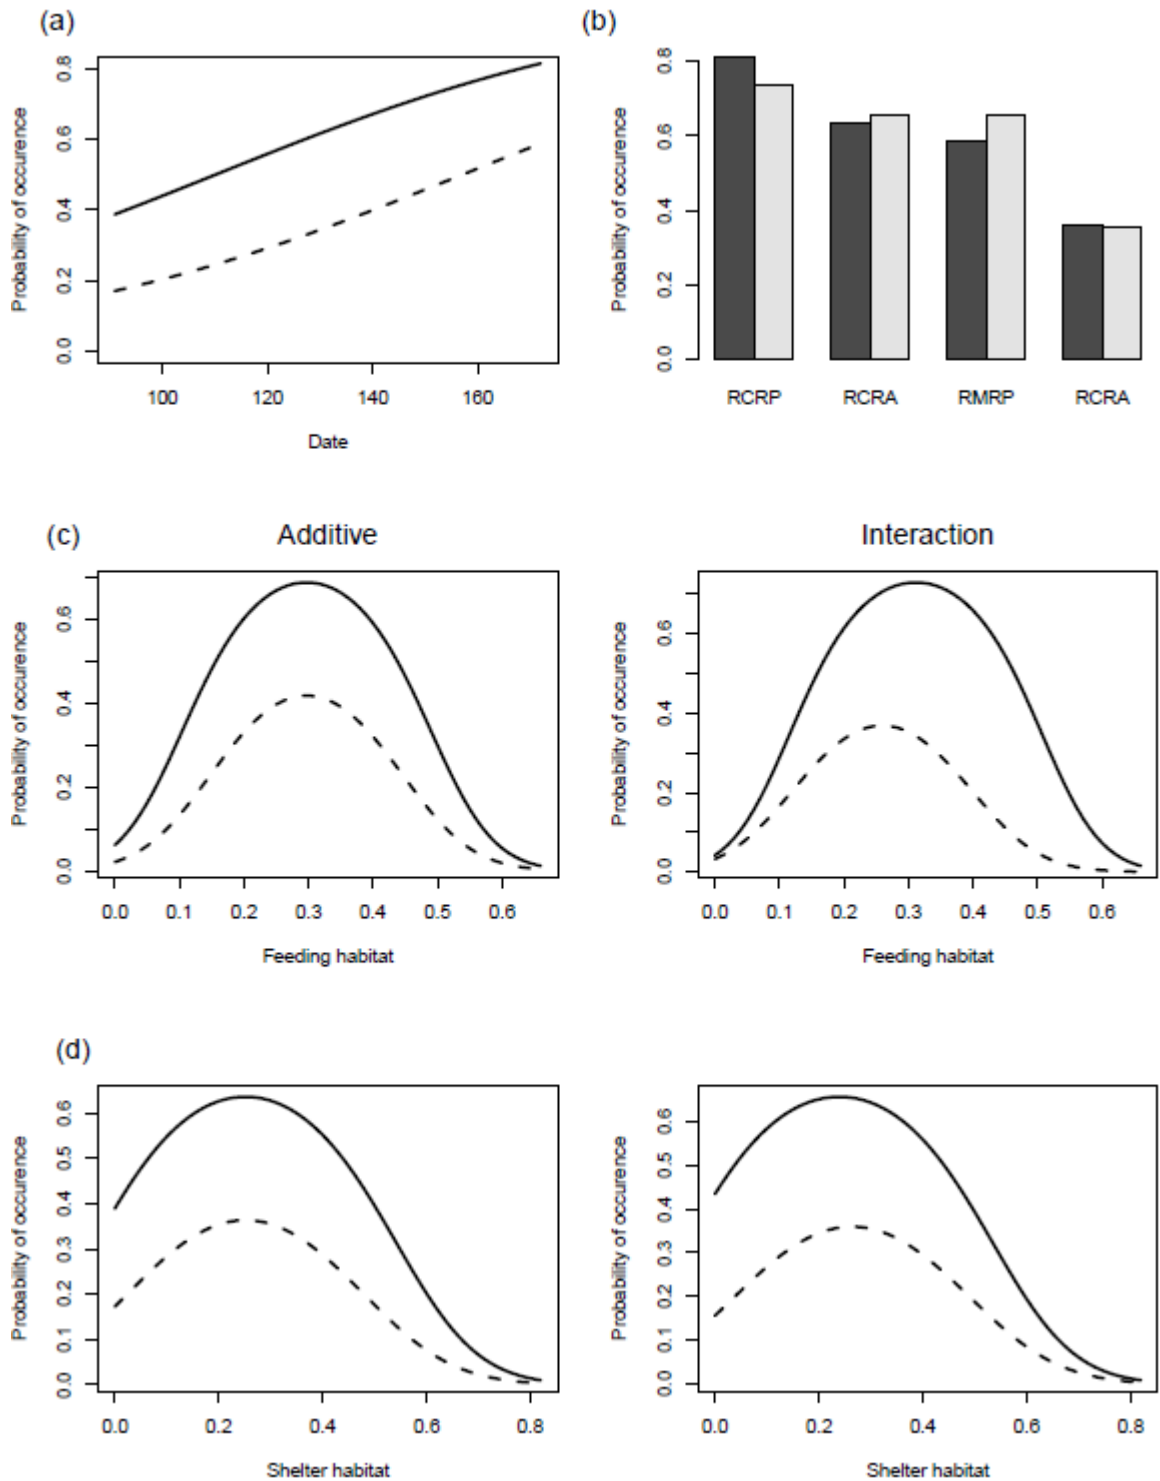 (a)
Probability of occurence
0.0 0.2 0.4 0.6 0.8
100 120 140 160
Date
(b)
Probability of occurence
0.0 0.2 0.4 0.6 0.8
RCRP RCRA RMRP RCRA
(c)
Additive
Probability of occurence
0.0 0.2 0.4 0.6
0.0 0.1 0.2 0.3 0.4 0.5 0.6
Feeding habitat
Interaction
Probability of occurence
0.0 0.2 0.4 0.6
0.0 0.1 0.2 0.3 0.4 0.5 0.6
Feeding habitat
(d)
Probability of occurence
0.0 0.1 0.2 0.3 0.4 0.5 0.6
0.0 0.2 0.4 0.6 0.8
Shelter habitat
Probability of occurence
0.0 0.1 0.2 0.3 0.4 0.5 0.6
0.0 0.2 0.4 0.6 0.8
Shelter habitat